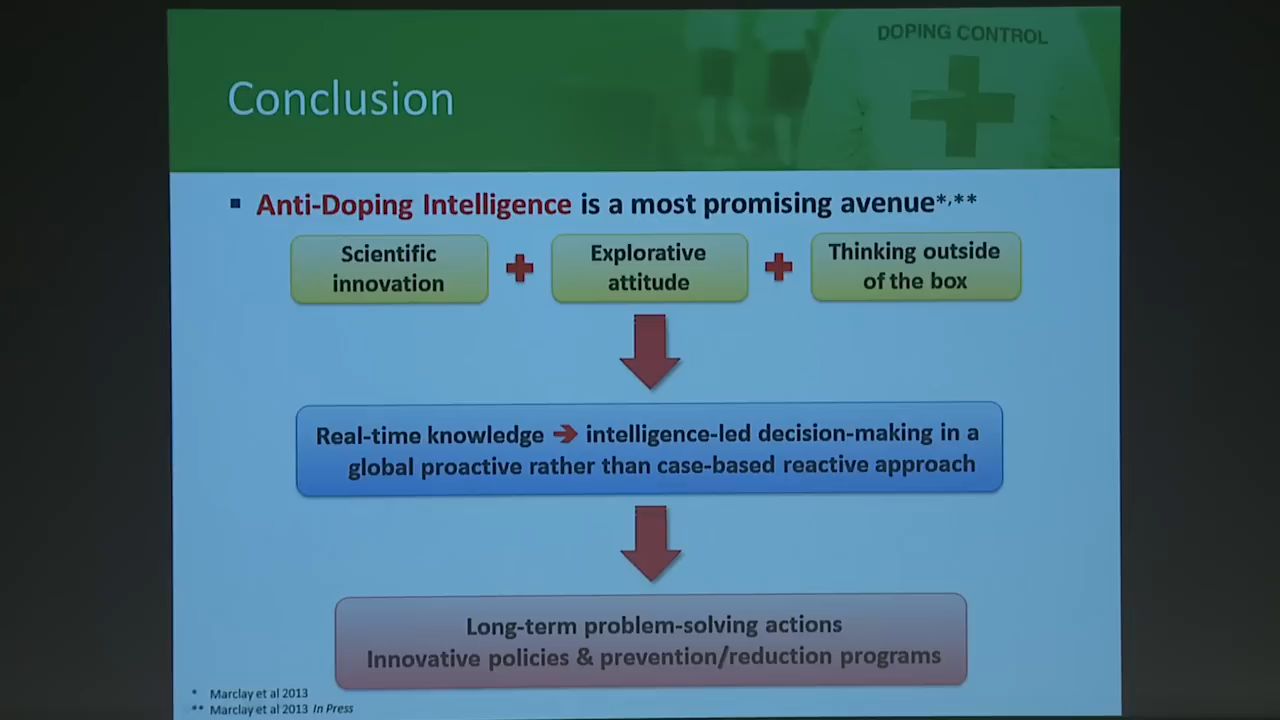 DOPING CONTROL
Conclusion
▪ Anti-Doping Intelligence is a most promising avenue*,**
Scientific
innovation
+
Explorative
attitude
+
Thinking outside
of the box
Real-time knowledge ➔ intelligence-led decision-making in a
global proactive rather than case-based reactive approach
Long-term problem-solving actions
Innovative policies & prevention/reduction programs
* Marclay et al 2013
** Marclay et al 2013 In Press